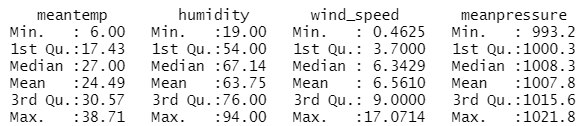 meantemp humidity wind_speed meanpressure
Min. : 6.00 Min. :19.00 Min. : 0.4625 Min. : 993.2
1st Qu.:17.43 1st Qu.:54.00 1st Qu.: 3.7000 1st Qu.:1000.3
Median :27.00 Median :67.14 Median : 6.3429 Median :1008.3
Mean :24.49 Mean :63.75 Mean : 6.5610 Mean :1007.8
3rd Qu.:30.57 3rd Qu.:76.00 3rd Qu.: 9.0000 3rd Qu.:1015.6
Max. :38.71 Max. :94.00 Max. :17.0714 Max. :1021.8